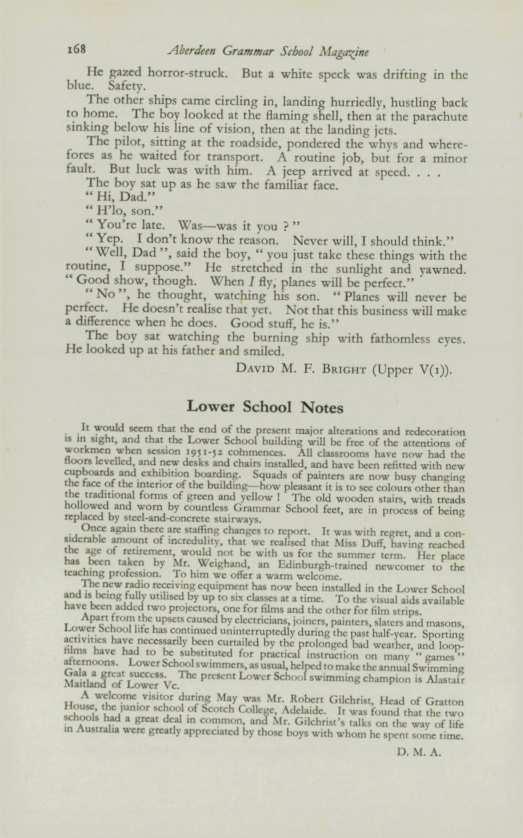 168 Aberdeen Grammar School Magazine
He gazed horror-struck. But a white speck was drifting in the
blue. Safety.
The other ships came circling in, landing hurriedly, hustling back
to home. The boy looked at the flaming shell, then at the parachute
sinking below his line of vision, then at the landing jets.
The pilot, sitting at the roadside, pondered the whys and where-
fores as he waited for transport. A routine job, but for a minor
fault. But luck was with him. A jeep arrived at speed. . . .
The boy sat up as he saw the familiar face.
“ Hi, Dad.”
“ H'lo, son.”
“ You're late. Was—was it you ? ”
“ Yep. I don't know the reason. Never will, I should think.”
“ Well, Dad ”, said the boy, “ you just take these things with the
routine, I suppose.” He stretched in the sunlight and yawned.
“ Good show, though. When I fly, planes will be perfect.”
“ No ”, he thought, watching his son. “ Planes will never be
perfect. He doesn't realise that yet. Not that this business will make
a difference when he does. Good stuff, he is.”
The boy sat watching the burning ship with fathomless eyes.
He looked up at his father and smiled.
David M. F. Bright (Upper V(1)).
Lower School Notes
It would seem that the end of the present major alterations and redecoration
is in sight, and that the Lower School building will be free of the attentions of
workmen when session 1951-52 commences. All classrooms have now had the
floors levelled, and new desks and chairs installed, and have been refitted with new
cupboards and exhibition boarding. Squads of painters are now busy changing
the face of the interior of the building—how pleasant it is to see colours other than
the traditional forms of green and yellow ! The old wooden stairs, with treads
hollowed and worn by countless Grammar School feet, are in process of being
replaced by steel-and-concrete stairways.
Once again there are staffing changes to report. It was with regret, and a con-
siderable amount of incredulity, that we realised that Miss Duff, having reached
the age of retirement, would not be with us for the summer term. Her place
has been taken by Mr. Weighand, an Edinburgh-trained newcomer to the
teaching profession. To him we offer a warm welcome.
The new radio receiving equipment has now been installed in the Lower School
and is being fully utilised by up to six classes at a time. To the visual aids available
have been added two projectors, one for films and the other for film strips.
Apart from the upsets caused by electricians, joiners, painters, slaters and masons,
Lower School life has continued uninterruptedly during the past half-year. Sporting
activities have necessarily been curtailed by the prolonged bad weather, and loop-
films have had to be substituted for practical instruction on many “ games ”
afternoons. Lower School swimmers, as usual, helped to make the annual Swimming
Gala a great success. The present Lower School swimming champion is Alastair
Maitland of Lower Vc.
A welcome visitor during May was Mr. Robert Gilchrist, Head of Gratton
House, the junior school of Scotch College, Adelaide. It was found that the two
schools had a great deal in common, and Mr. Gilchrist's talks on the way of life
in Australia were greatly appreciated by those boys with whom he spent some time.
D. M. A.